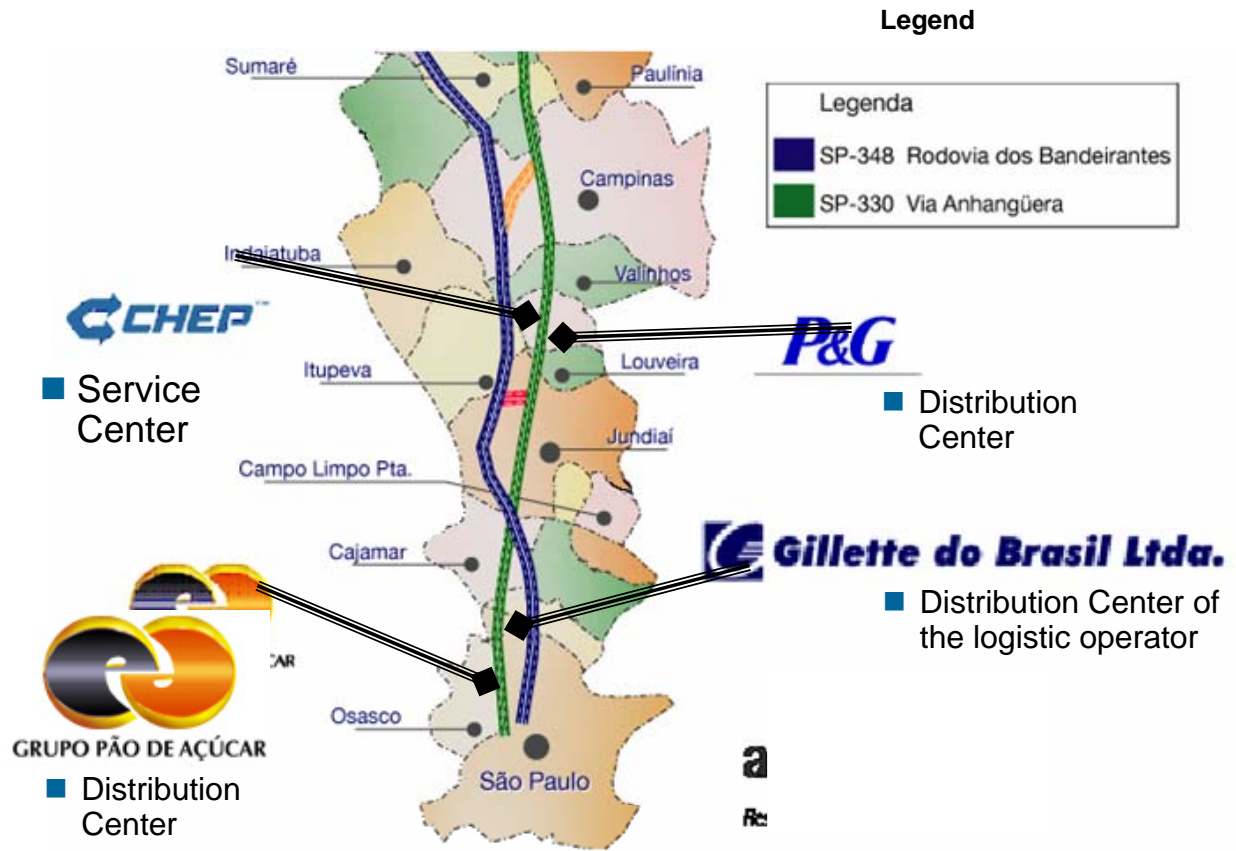 Legend
Legenda
SP-348 Rodovia dos Bandeirantes
SP-330 Via Anhangüera
Sumaré
Paulínia
Campinas
Indaiatuba
Valinhos
CHEP
Service
Center
P&G
Distribution
Center
Itupeva
Louveira
Jundiaí
Campo Limpo Pta.
Cajamar
Gillette do Brasil Ltda.
Distribution Center of
the logistic operator
GRUPO PÃO DE AÇÚCAR
Distribution
Center
Osasco
São Paulo